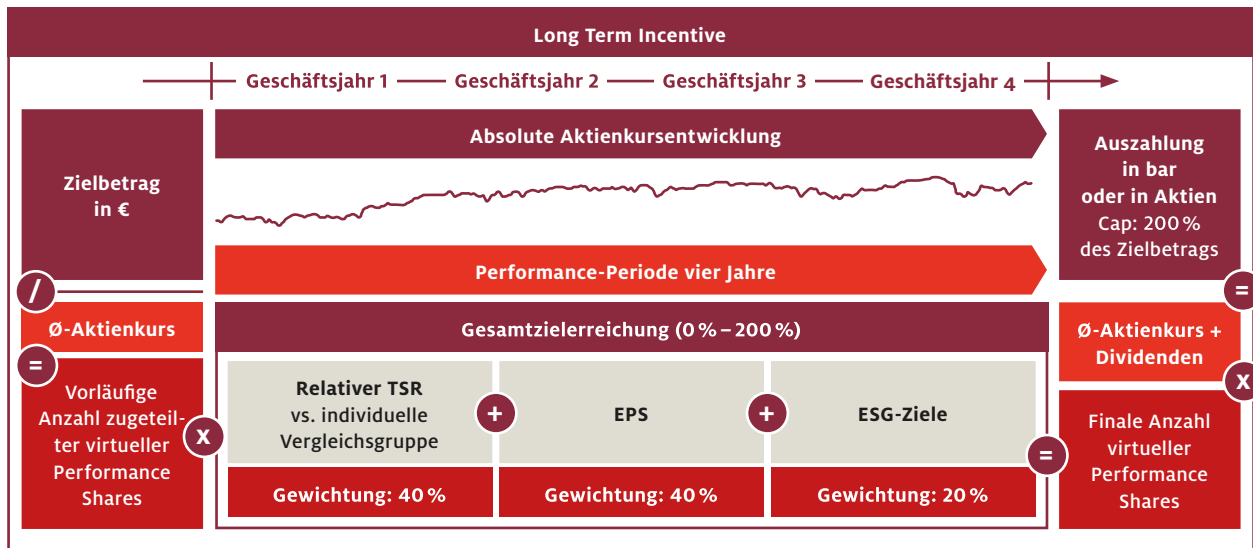 Long Term Incentive
Geschäftsjahr 1
Geschäftsjahr 2
Geschäftsjahr 3
Geschäftsjahr 4
Zielbetrag
in €
/
Ø-Aktienkurs
=
Vorläufige
Anzahl zugeteil-
ter virtueller
Performance
Shares
x
Absolute Aktienkursentwicklung
Performance-Periode vier Jahre
Gesamtzielerreichung (0 % – 200 %)
Relativer TSR
vs. individuelle
Vergleichsgruppe
Gewichtung: 40 %
+
EPS
Gewichtung: 40 %
+
ESG-Ziele
Gewichtung: 20 %
=
Auszahlung
in bar
oder in Aktien
Cap: 200 %
des Zielbetrags
=
Ø-Aktienkurs +
Dividenden
x
Finale Anzahl
virtueller
Performance
Shares